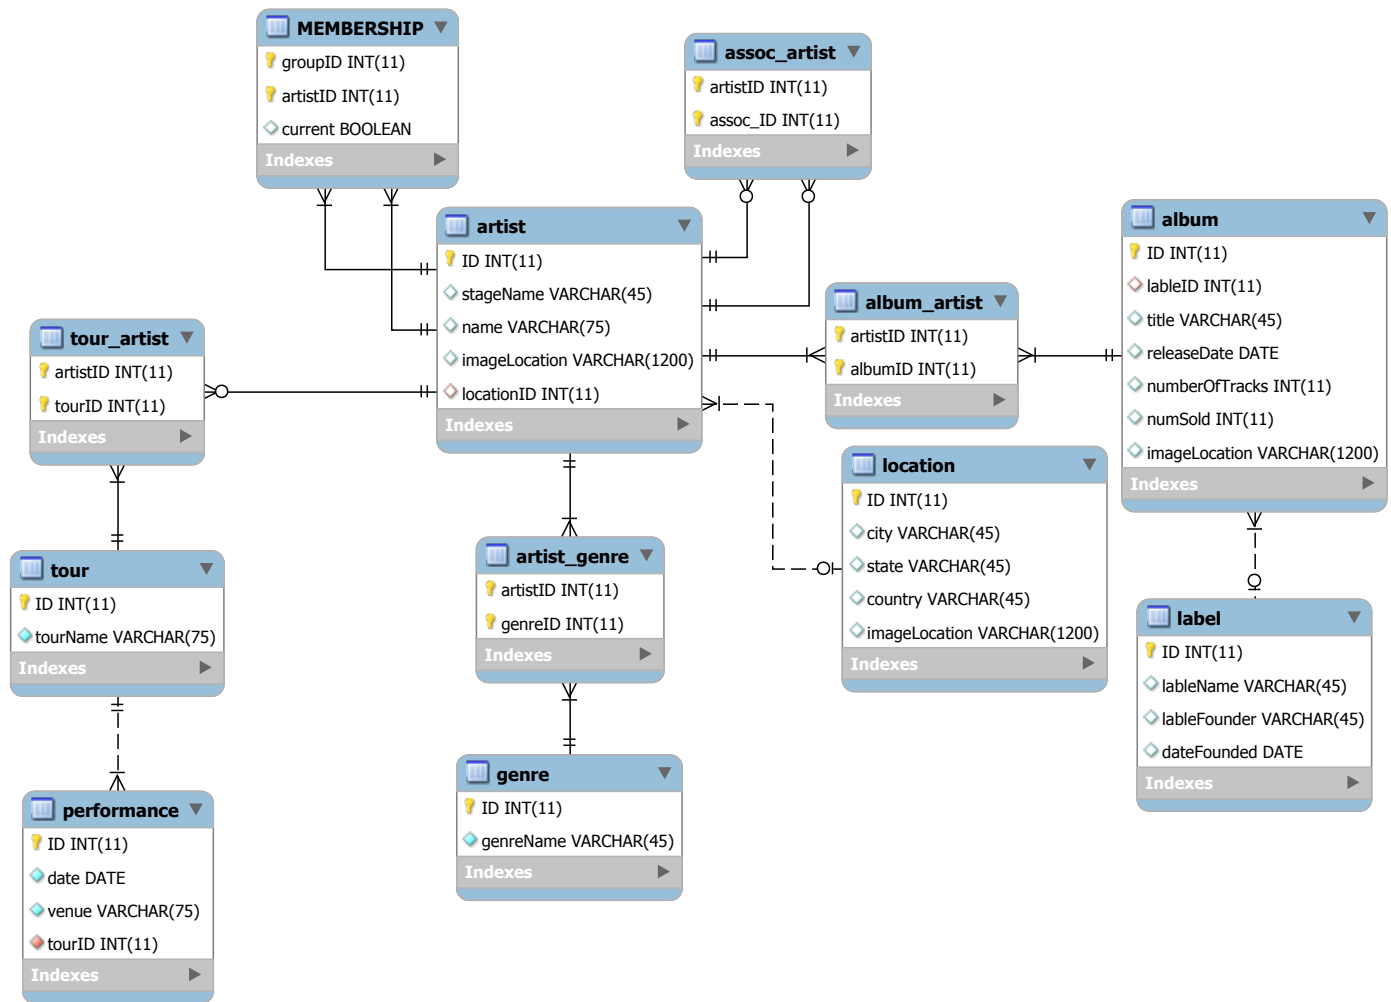 MEMBERSHIP
groupID INT(11)
artistID INT(11)
current BOOLEAN
Indexes
assoc_artist
artistID INT(11)
assoc_ID INT(11)
Indexes
artist
ID INT(11)
stageName VARCHAR(45)
name VARCHAR(75)
imageLocation VARCHAR(1200)
locationID INT(11)
Indexes
album
ID INT(11)
lableID INT(11)
title VARCHAR(45)
releaseDate DATE
numberOfTracks INT(11)
numSold INT(11)
imageLocation VARCHAR(1200)
Indexes
album_artist
artistID INT(11)
albumID INT(11)
Indexes
tour_artist
artistID INT(11)
tourID INT(11)
Indexes
location
ID INT(11)
city VARCHAR(45)
state VARCHAR(45)
country VARCHAR(45)
imageLocation VARCHAR(1200)
Indexes
artist_genre
artistID INT(11)
genreID INT(11)
Indexes
tour
ID INT(11)
tourName VARCHAR(75)
Indexes
label
ID INT(11)
lableName VARCHAR(45)
lableFounder VARCHAR(45)
dateFounded DATE
Indexes
genre
ID INT(11)
genreName VARCHAR(45)
Indexes
performance
ID INT(11)
date DATE
venue VARCHAR(75)
tourID INT(11)
Indexes